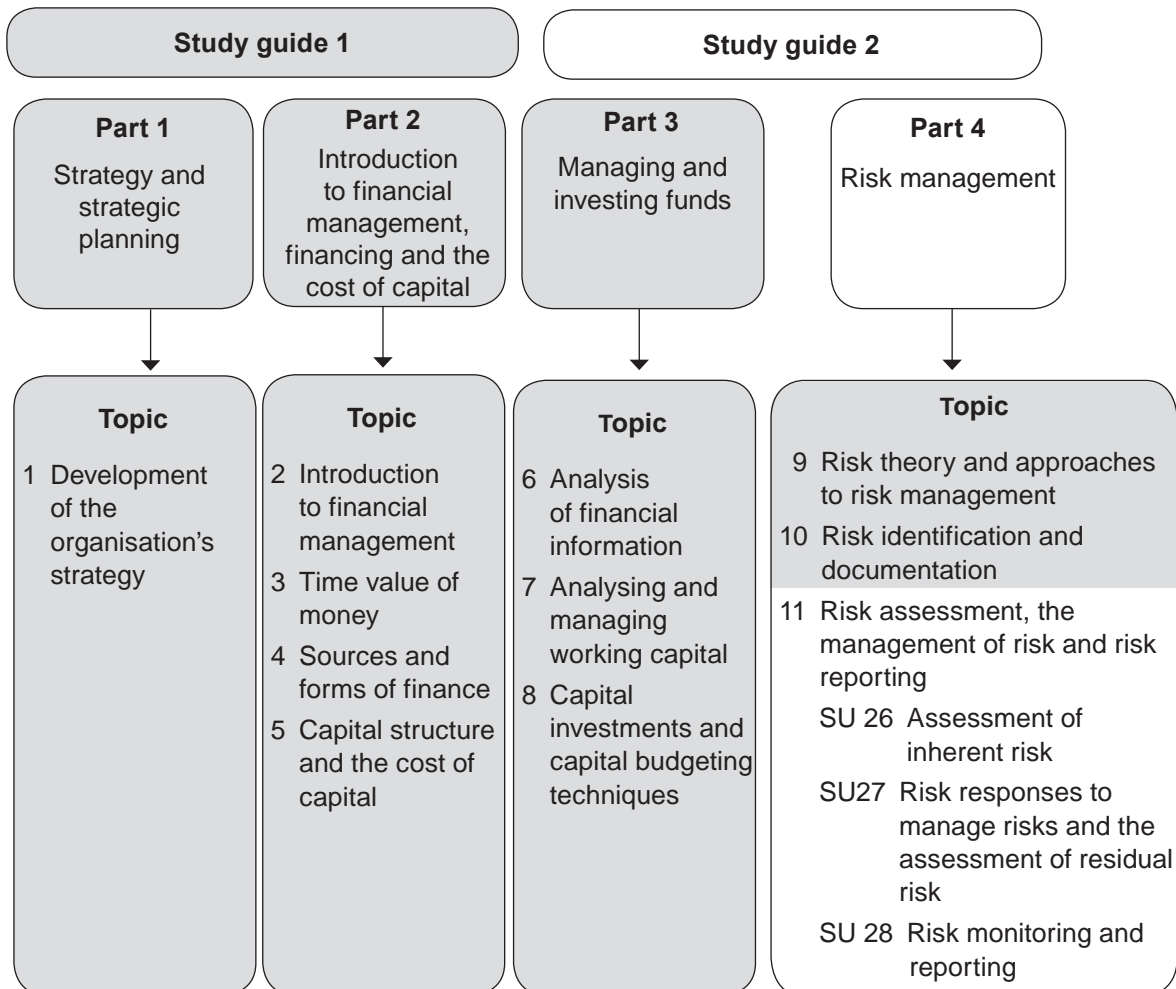 Study guide 1
Study guide 2
Part 1
Strategy and
strategic
planning
Part 2
Introduction
to financial
management,
financing and the
cost of capital
Part 3
Managing and
investing funds
Part 4
Risk management
Topic
1 Development
of the
organisation’s
strategy
Topic
2 Introduction
to financial
management
3 Time value of
money
4 Sources and
forms of finance
5 Capital structure
and the cost of
capital
Topic
6 Analysis
of financial
information
7 Analysing and
managing
working capital
8 Capital
investments and
capital budgeting
techniques
Topic
9 Risk theory and approaches
to risk management
10 Risk identification and
documentation
11 Risk assessment, the
management of risk and risk
reporting
SU 26 Assessment of
inherent risk
SU27 Risk responses to
manage risks and the
assessment of residual
risk
SU 28 Risk monitoring and
reporting